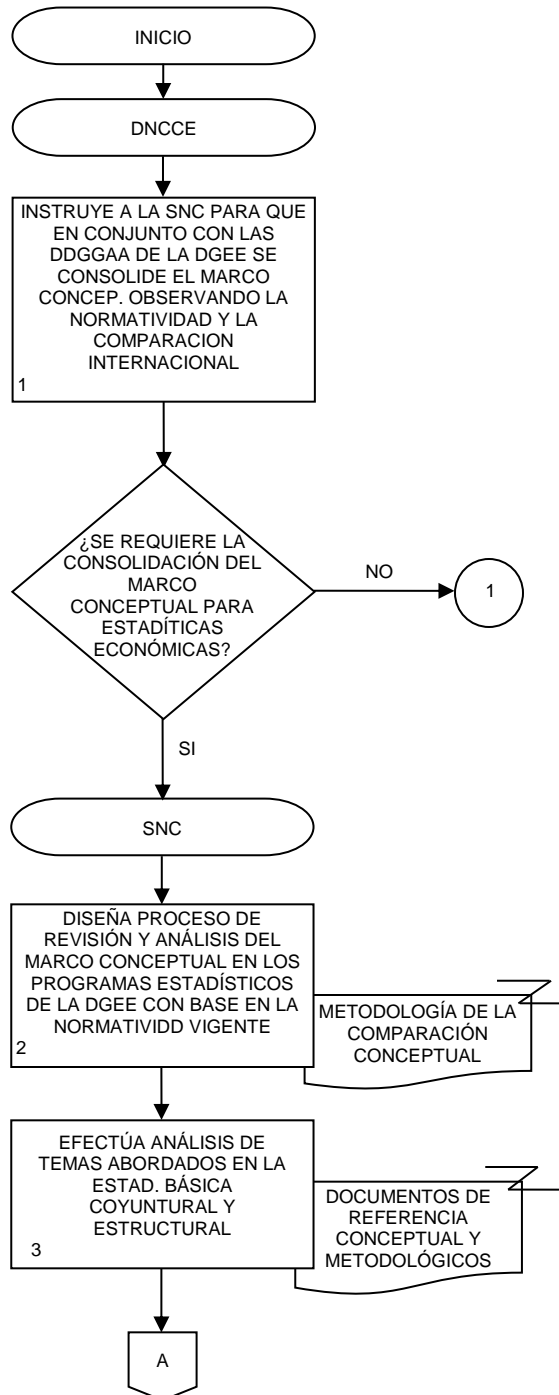 INICIO
DNCCE
INSTRUYE A LA SNC PARA QUE
EN CONJUNTO CON LAS
DDGGAA DE LA DGEE SE
CONSOLIDE EL MARCO
CONCEP. OBSERVANDO LA
NORMATIVIDAD Y LA
COMPARACION
INTERNACIONAL
1
¿SE REQUIERE LA
CONSOLIDACIÓN DEL
MARCO
CONCEPTUAL PARA
ESTADÍTICAS
ECONÓMICAS?
NO
1
SI
SNC
DISEÑA PROCESO DE
REVISIÓN Y ANÁLISIS DEL
MARCO CONCEPTUAL EN LOS
PROGRAMAS ESTADÍSTICOS
DE LA DGEE CON BASE EN LA
NORMATIVIDD VIGENTE
2
METODOLOGÍA DE LA
COMPARACIÓN
CONCEPTUAL
EFECTÚA ANÁLISIS DE
TEMAS ABORDADOS EN LA
ESTAD. BÁSICA
COYUNTURAL Y
ESTRUCTURAL
3
DOCUMENTOS DE
REFERENCIA
CONCEPTUAL Y
METODOLÓGICOS
A